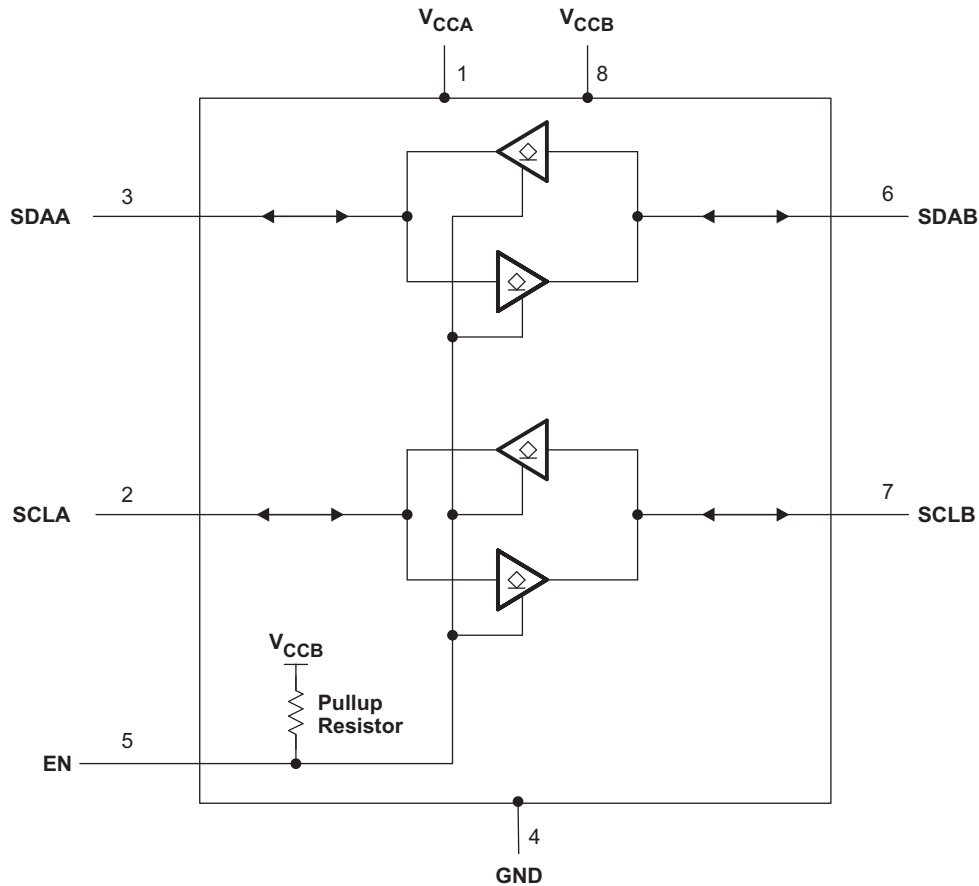 VCCA
VCCB
1
8
3
SDAA
6
SDAB
2
SCLA
7
SCLB
VCCB
Pullup
Resistor
5
EN
4
GND